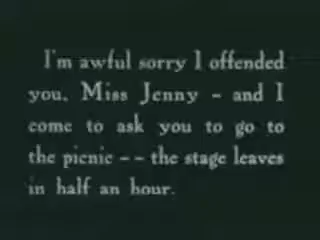 I'm awful sorry I offended
you, Miss Jenny - and I
come to ask you to go to
the picnic -- the stage leaves
in half an hour.